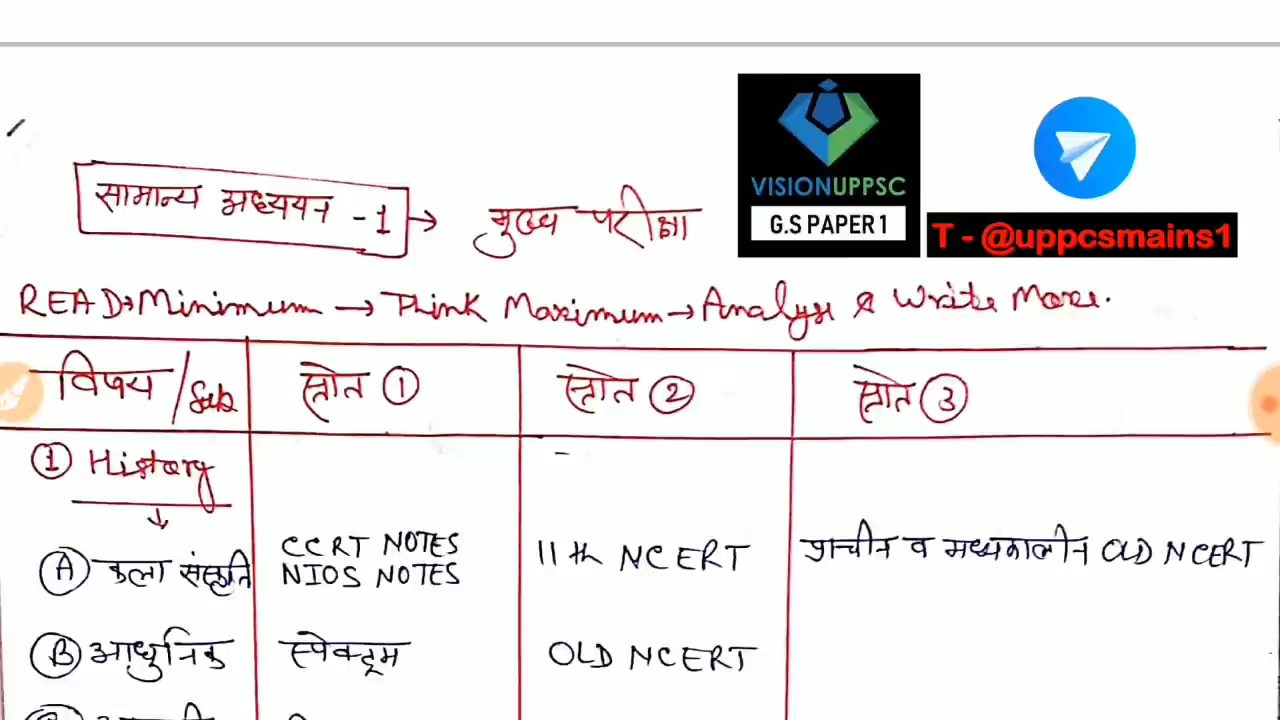 सामान्य अध्ययन -1 → मुख्य परीक्षा
VISIONUPPSC
G.S PAPER 1
T - @uppcsmains1
READ → Minimum → Think Maximum → Analyse & Write More.
विषय / Sub. स्रोत ① स्रोत ② स्रोत ③
① History
Ⓐ कला संस्कृति CCRT NOTES 11th NCERT प्राचीन व मध्यकालीन OLD NCERT
NIOS NOTES
Ⓑ आधुनिक स्पेक्ट्रम OLD NCERT